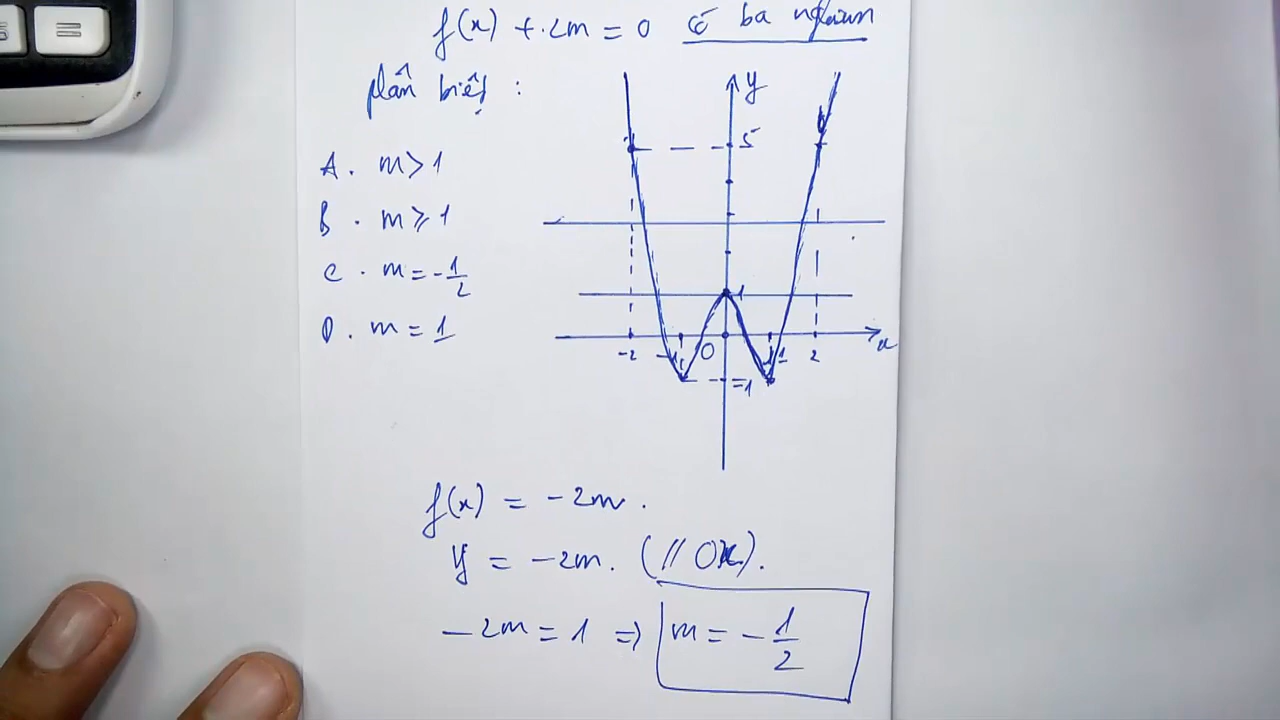 f(x) + 2m = 0 có ba nghiệm
phân biệt :
A. m > 1
B. m ≥ 1
C. m = -1/2
D. m = 1
y
5
1
-2 -1 O 1 2 x
-1
f(x) = -2m.
y = -2m. (// Ox).
-2m = 1 => m = -1/2
=